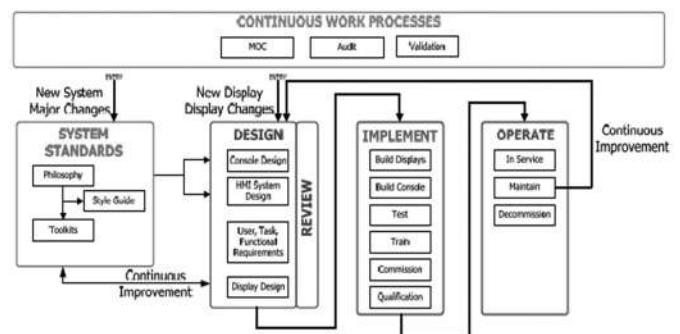 CONTINUOUS WORK PROCESSES
MOC
Audit
Validation
ENTRY
New System
Major Changes
ENTRY
New Display
Display Changes
SYSTEM
STANDARDS
Philosophy
Style Guide
Toolkits
DESIGN
Console Design
HMI System
Design
User, Task,
Functional
Requirements
Display Design
REVIEW
Continuous
Improvement
IMPLEMENT
Build Displays
Build Console
Test
Train
Commission
Qualification
OPERATE
In Service
Maintain
Decommission
Continuous
Improvement